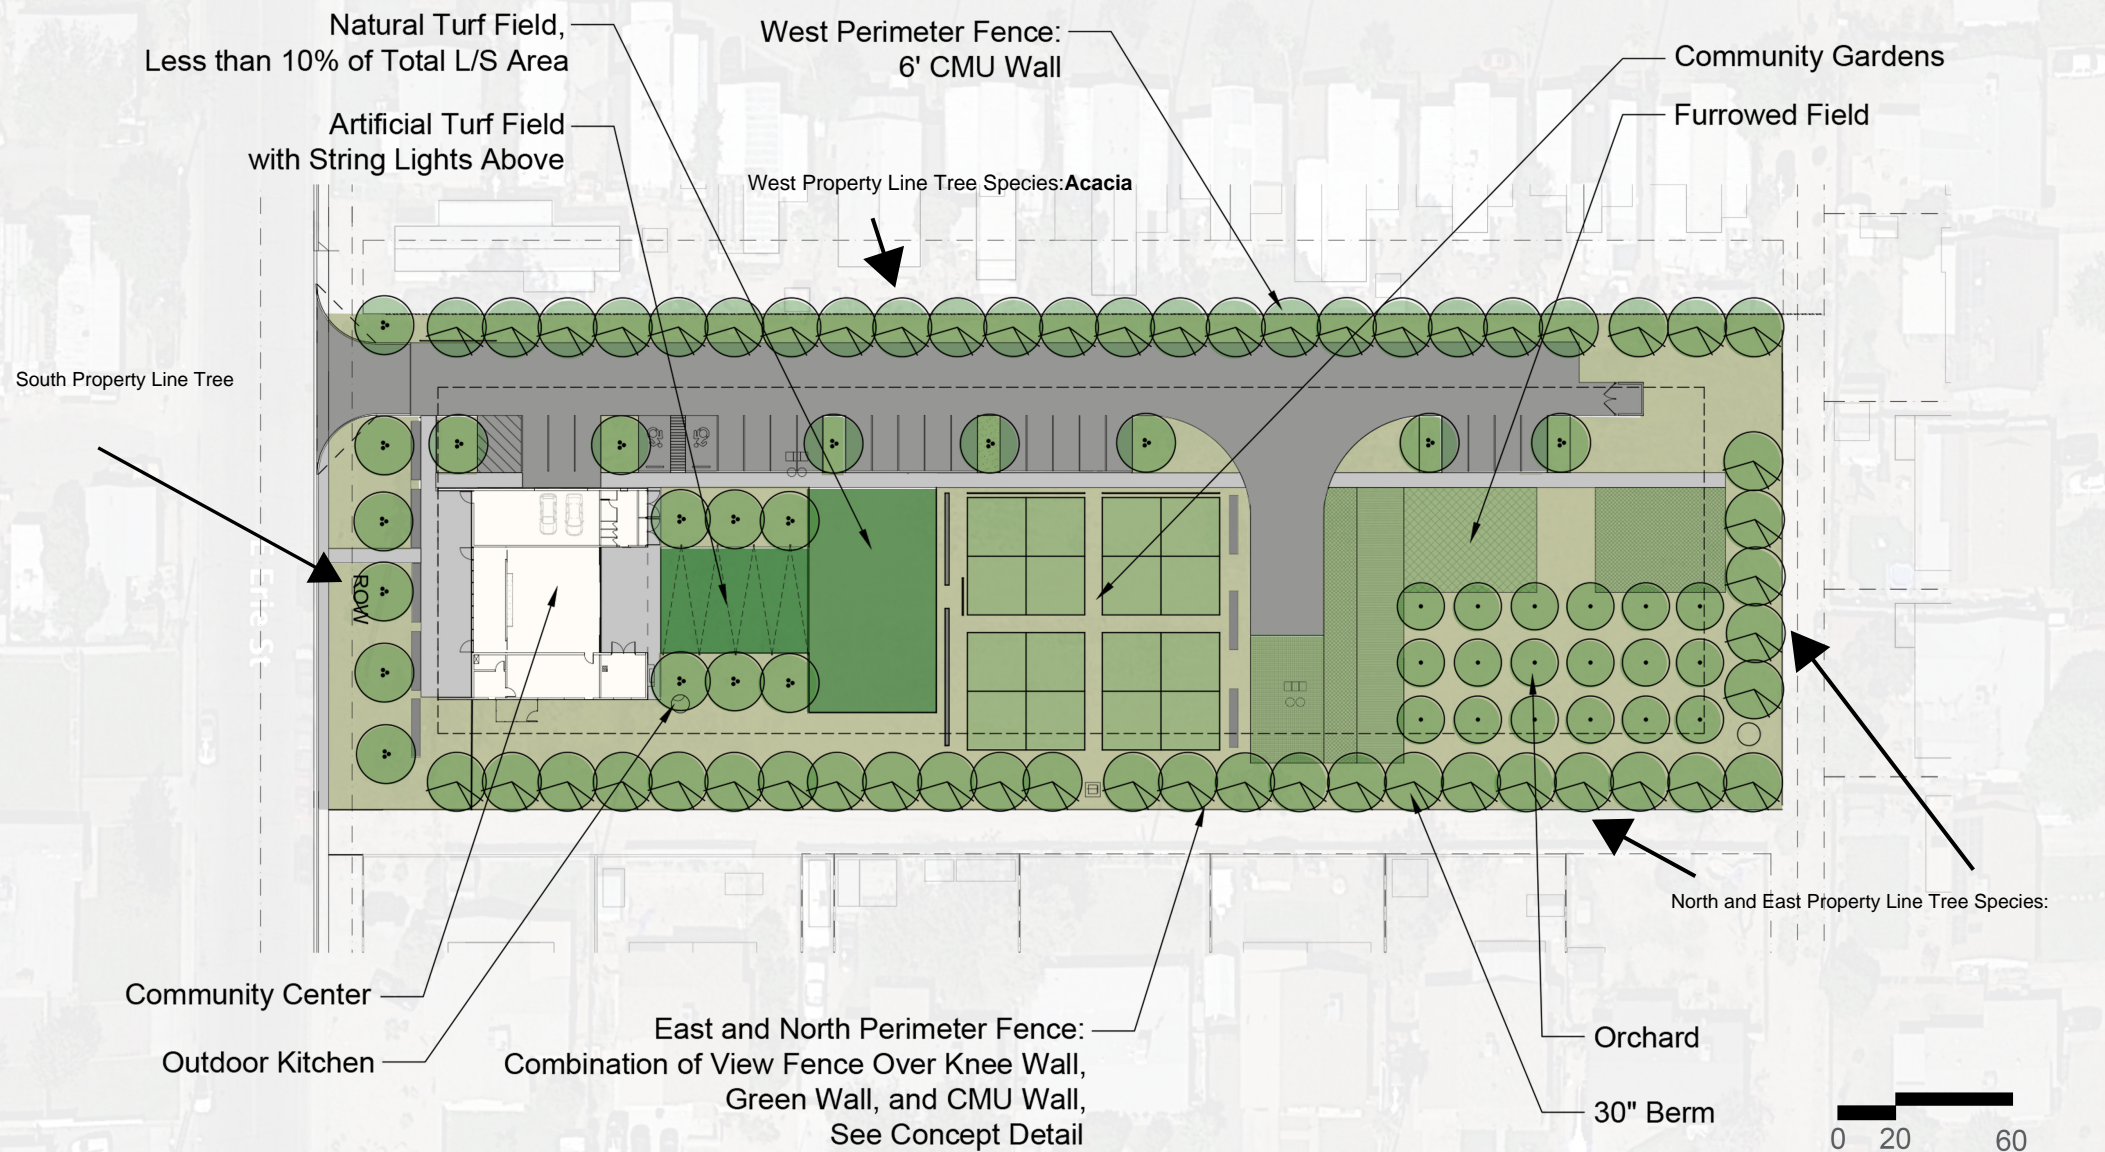 Natural Turf Field,
Less than 10% of Total L/S Area
Artificial Turf Field
with String Lights Above
West Perimeter Fence:
6' CMU Wall
Community Gardens
Furrowed Field
West Property Line Tree Species:Acacia
South Property Line Tree
Erie St
ROW
North and East Property Line Tree Species:
Community Center
Outdoor Kitchen
East and North Perimeter Fence:
Combination of View Fence Over Knee Wall,
Green Wall, and CMU Wall,
See Concept Detail
Orchard
30" Berm
0 20 60